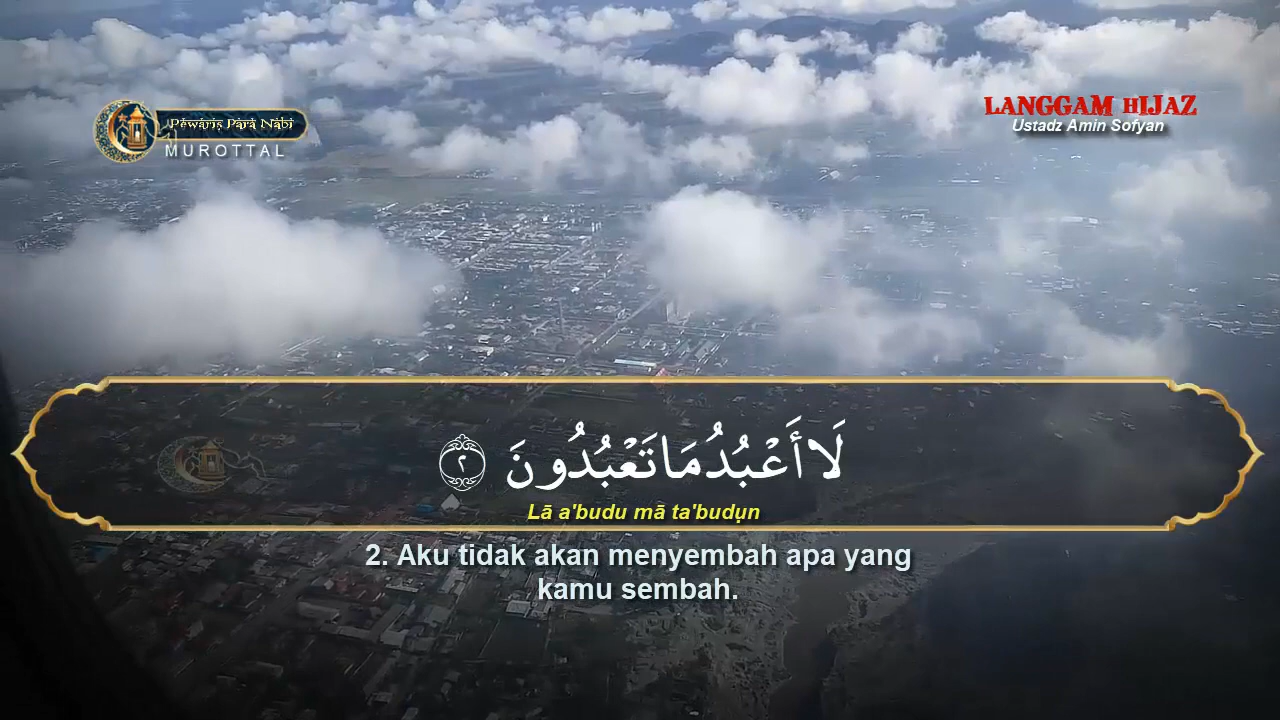 Pewaris Para Nabi
MUROTTAL
LANGGAM HIJAZ
Ustadz Amin Sofyan
لَا أَعْبُدُ مَا تَعْبُدُونَ ٢
Lā a'budu mā ta'budụn
2. Aku tidak akan menyembah apa yang
kamu sembah.